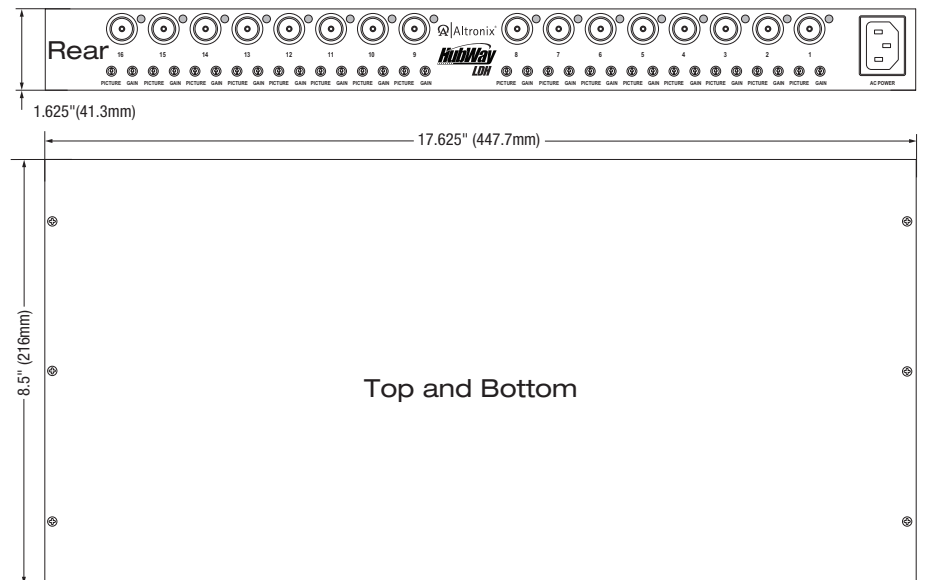 Altronix®
Rear
16 15 14 13 12 11 10 9 8 7 6 5 4 3 2 1
HubWay
LDH
PICTURE GAIN PICTURE GAIN PICTURE GAIN PICTURE GAIN PICTURE GAIN PICTURE GAIN PICTURE GAIN PICTURE GAIN PICTURE GAIN PICTURE GAIN PICTURE GAIN PICTURE GAIN PICTURE GAIN PICTURE GAIN PICTURE GAIN PICTURE GAIN AC POWER
1.625"(41.3mm)
17.625" (447.7mm)
8.5" (216mm)
Top and Bottom